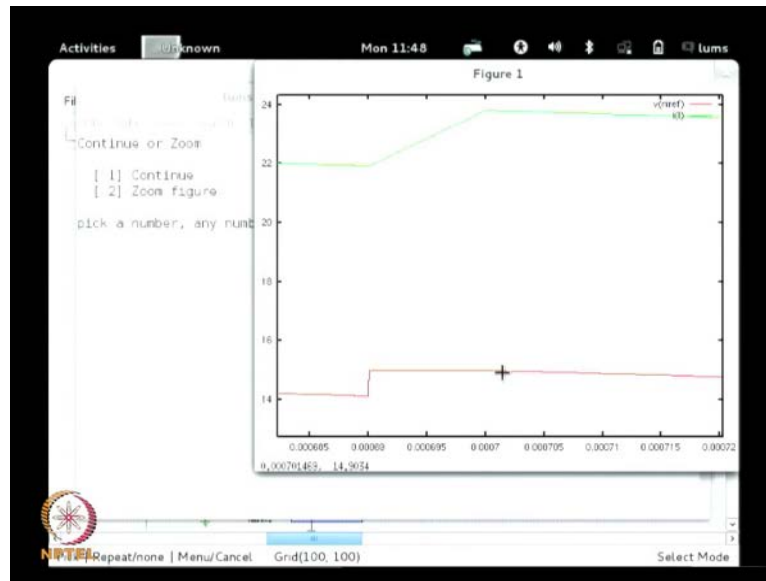 Activities
Mon 11:48
lums
Figure 1
Continue or Zoom
[ 1] Continue
[ 2] Zoom figure
pick a number, any numb
24
22
20
18
16
14
0.000685 0.00069 0.000695 0.0007 0.000705 0.00071 0.000715 0.00072
0.000701469, 14.9034
NPTEL
Repeat/none | Menu/Cancel Grid(100, 100) Select Mode